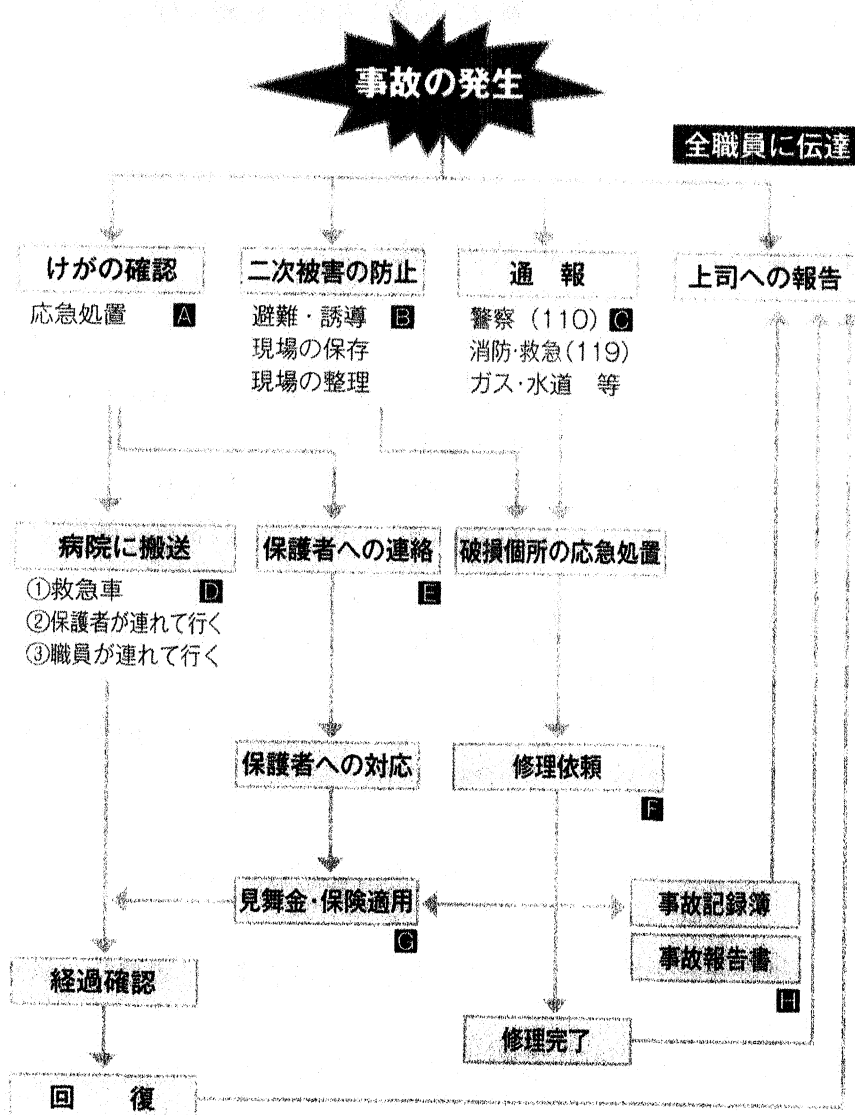 事故の発生
全職員に伝達
けがの確認
応急処置 A
二次被害の防止
避難・誘導 B
現場の保存
現場の整理
通 報
警察(110) C
消防・救急(119)
ガス・水道 等
上司への報告
病院に搬送
①救急車 D
②保護者が連れて行く
③職員が連れて行く
保護者への連絡
E
破損個所の応急処置
保護者への対応
修理依頼
F
見舞金・保険適用
G
事故記録簿
事故報告書
H
経過確認
修理完了
回 復